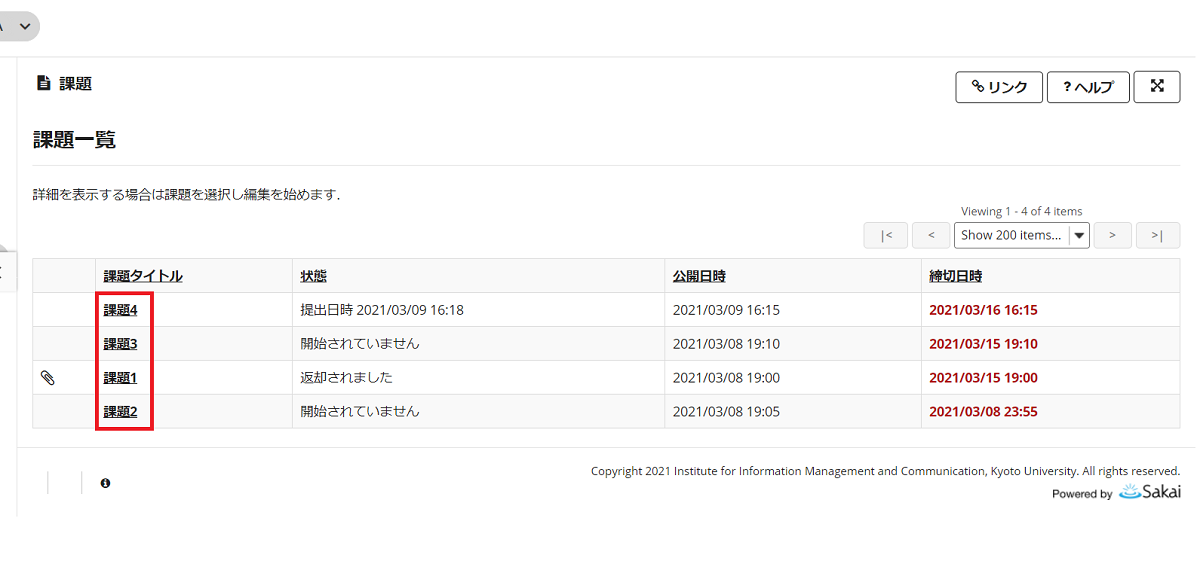 A
課題
リンク
? ヘルプ
課題一覧
詳細を表示する場合は課題を選択し編集を始めます.
Viewing 1 - 4 of 4 items
|< < Show 200 items... > >|
課題タイトル 状態 公開日時 締切日時
課題4 提出日時 2021/03/09 16:18 2021/03/09 16:15 2021/03/16 16:15
課題3 開始されていません 2021/03/08 19:10 2021/03/15 19:10
課題1 返却されました 2021/03/08 19:00 2021/03/15 19:00
課題2 開始されていません 2021/03/08 19:05 2021/03/08 23:55
Copyright 2021 Institute for Information Management and Communication, Kyoto University. All rights reserved.
Powered by Sakai